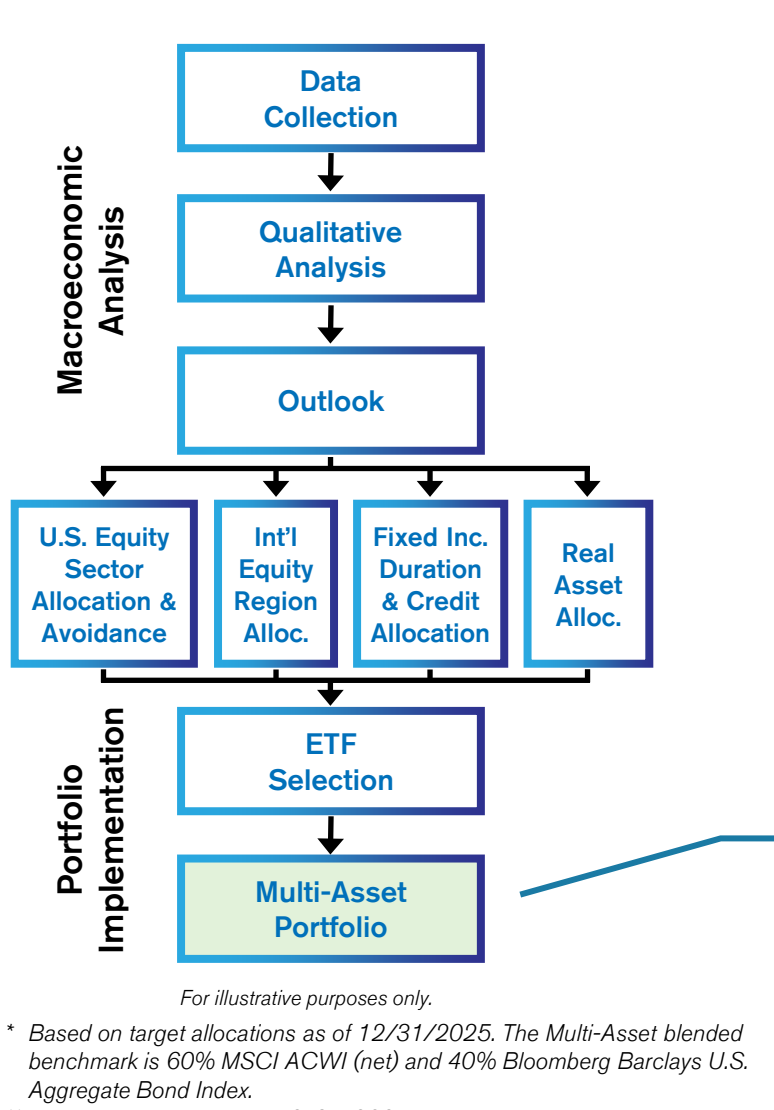 Data
Collection
Macroeconomic
Analysis
Qualitative
Analysis
Outlook
U.S. Equity
Sector
Allocation &
Avoidance
Int'l
Equity
Region
Alloc.
Fixed Inc.
Duration
& Credit
Allocation
Real
Asset
Alloc.
Portfolio
Implementation
ETF
Selection
Multi-Asset
Portfolio
For illustrative purposes only.
* Based on target allocations as of 12/31/2025. The Multi-Asset blended
benchmark is 60% MSCI ACWI (net) and 40% Bloomberg Barclays U.S.
Aggregate Bond Index.